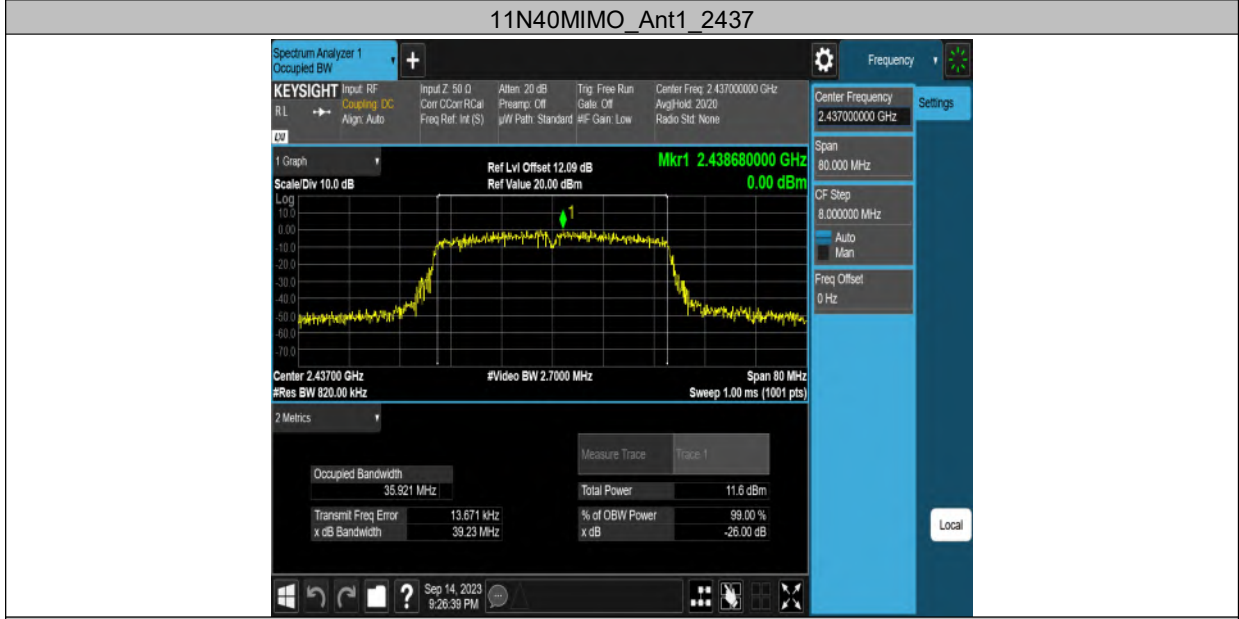 11N40MIMO_Ant1_2437
Spectrum Analyzer 1
Occupied BW
Frequency
KEYSIGHT
R L
LXI
Input: RF
Coupling: DC
Align: Auto
Input Z: 50 Ω
Corr CCorr RCal
Freq Ref: Int (S)
Atten: 20 dB
Preamp: Off
µW Path: Standard
Trig: Free Run
Gate: Off
#IF Gain: Low
Center Freq: 2.437000000 GHz
Avg|Hold: 20/20
Radio Std: None
Center Frequency
2.437000000 GHz
Settings
Span
80.000 MHz
CF Step
8.000000 MHz
Auto
Man
Freq Offset
0 Hz
Local
1 Graph
Scale/Div 10.0 dB
Ref Lvl Offset 12.09 dB
Ref Value 20.00 dBm
Mkr1 2.438680000 GHz
0.00 dBm
Log
10.0
0.00
-10.0
-20.0
-30.0
-40.0
-50.0
-60.0
-70.0
1
Center 2.43700 GHz
#Res BW 820.00 kHz
#Video BW 2.7000 MHz
Span 80 MHz
Sweep 1.00 ms (1001 pts)
2 Metrics
Measure Trace Trace 1
Occupied Bandwidth
35.921 MHz
Total Power 11.6 dBm
Transmit Freq Error 13.671 kHz
% of OBW Power 99.00 %
x dB Bandwidth 39.23 MHz
x dB -26.00 dB
?
Sep 14, 2023
9:26:39 PM